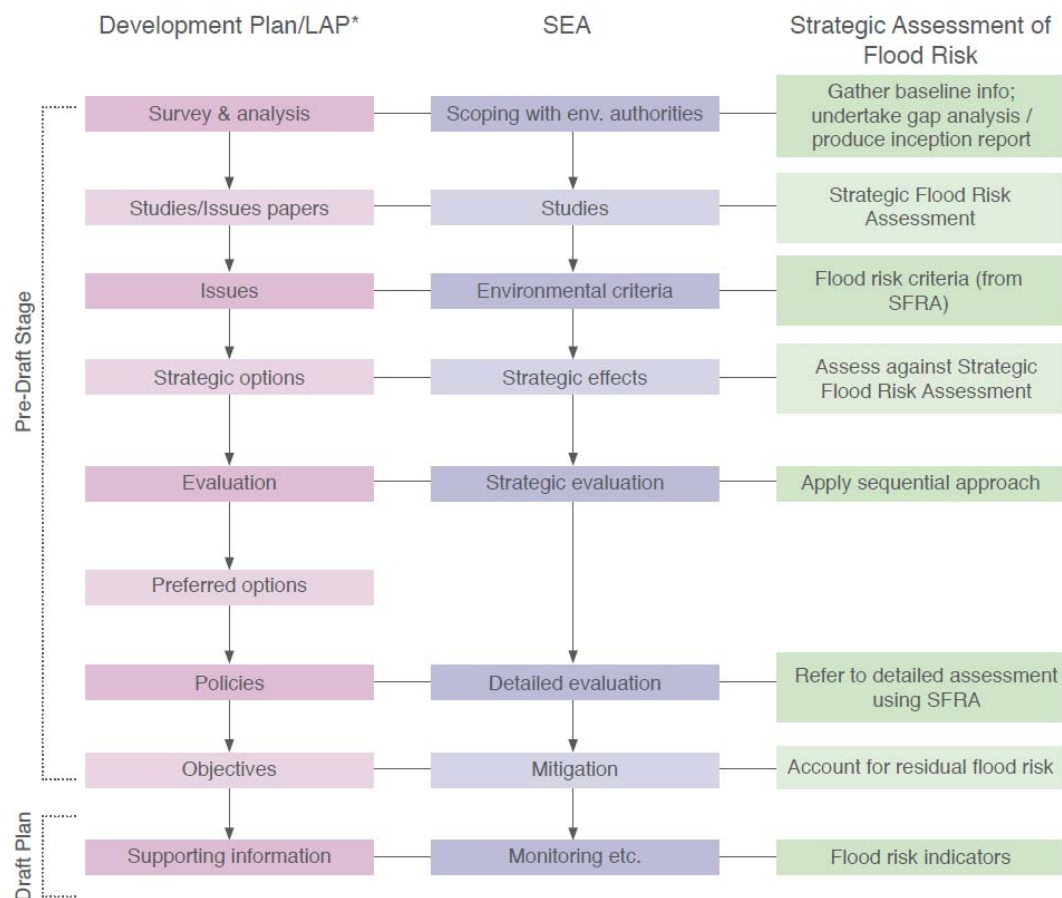 Development Plan/LAP*
SEA
Strategic Assessment of
Flood Risk
Pre-Draft Stage
Survey & analysis
Scoping with env. authorities
Gather baseline info;
undertake gap analysis /
produce inception report
Studies/Issues papers
Studies
Strategic Flood Risk
Assessment
Issues
Environmental criteria
Flood risk criteria (from
SFRA)
Strategic options
Strategic effects
Assess against Strategic
Flood Risk Assessment
Evaluation
Strategic evaluation
Apply sequential approach
Preferred options
Policies
Detailed evaluation
Refer to detailed assessment
using SFRA
Objectives
Mitigation
Account for residual flood risk
Draft Plan
Supporting information
Monitoring etc.
Flood risk indicators